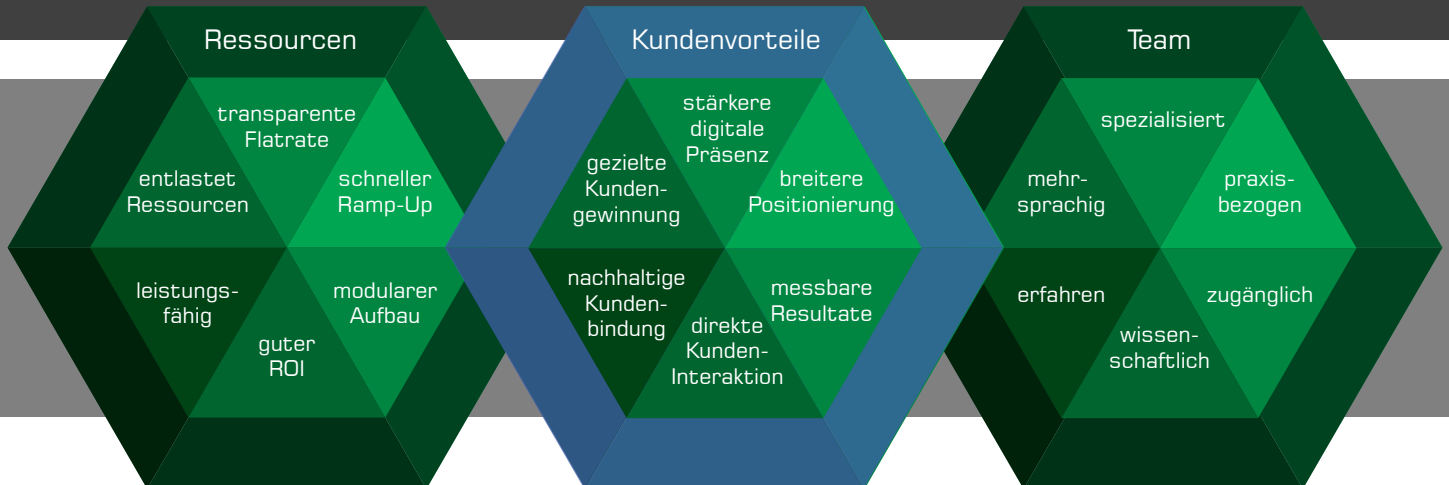 Ressourcen
transparente
Flatrate
entlastet
Ressourcen
schneller
Ramp-Up
leistungs-
fähig
modularer
Aufbau
guter
ROI
Kundenvorteile
stärkere
digitale
Präsenz
gezielte
Kunden-
gewinnung
breitere
Positionierung
nachhaltige
Kunden-
bindung
messbare
Resultate
direkte
Kunden-
Interaktion
Team
spezialisiert
mehr-
sprachig
praxis-
bezogen
erfahren
zugänglich
wissen-
schaftlich